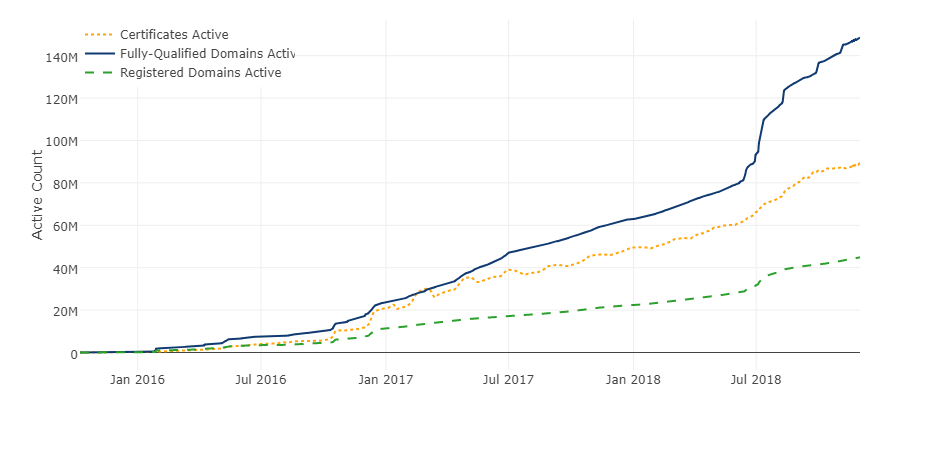 Certificates Active
Fully-Qualified Domains Activ
Registered Domains Active
Active Count
140M
120M
100M
80M
60M
40M
20M
0
Jan 2016
Jul 2016
Jan 2017
Jul 2017
Jan 2018
Jul 2018